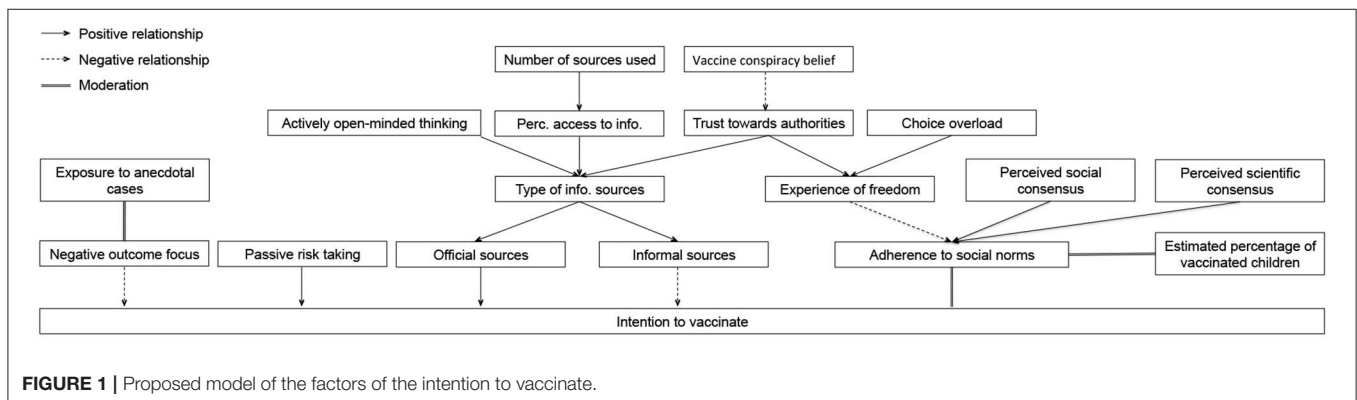 Positive relationship
Negative relationship
Moderation
Number of sources used
Vaccine conspiracy belief
Actively open-minded thinking
Perc. access to info.
Trust towards authorities
Choice overload
Exposure to anecdotal
cases
Type of info. sources
Experience of freedom
Perceived social
consensus
Perceived scientific
consensus
Negative outcome focus
Passive risk taking
Official sources
Informal sources
Adherence to social norms
Estimated percentage of
vaccinated children
Intention to vaccinate
FIGURE 1 | Proposed model of the factors of the intention to vaccinate.